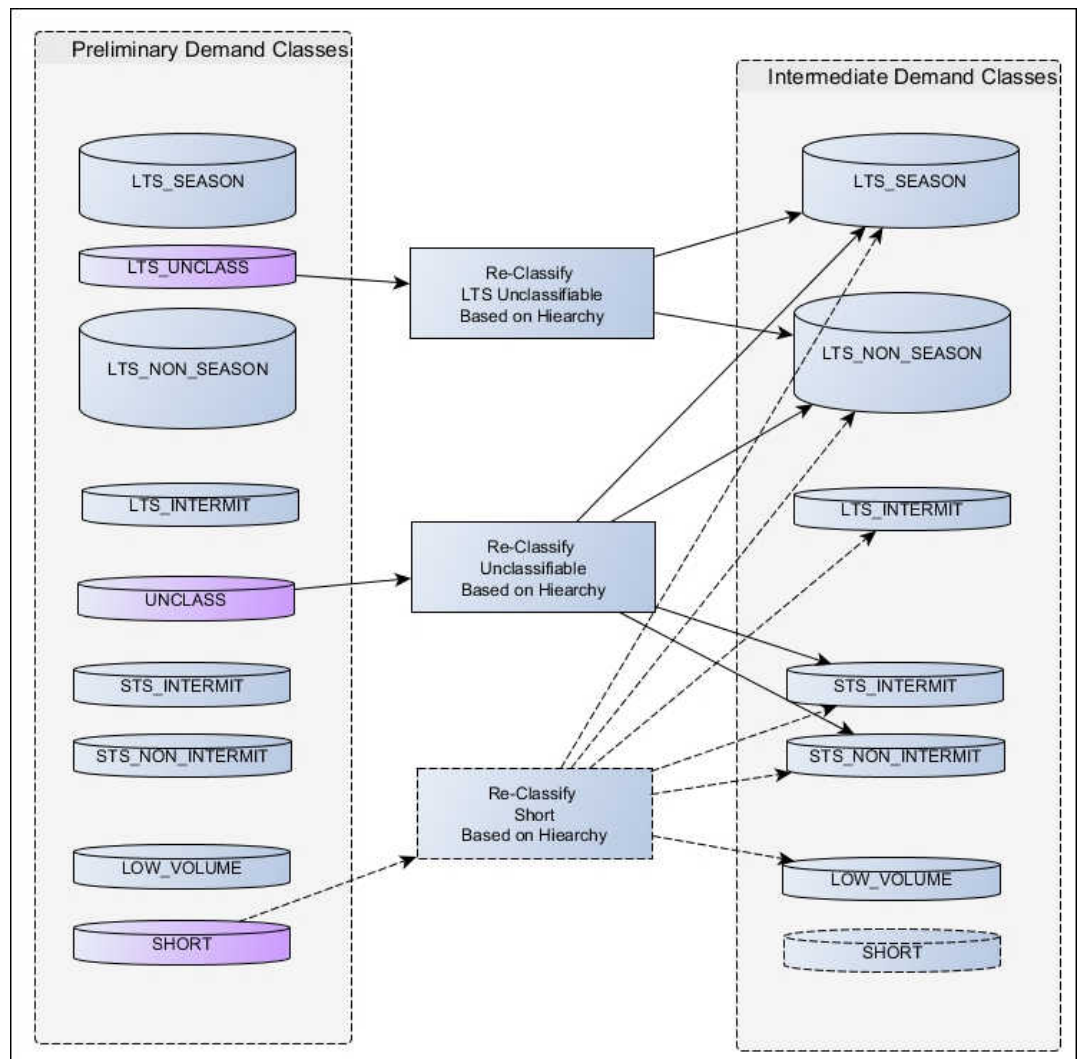 Preliminary Demand Classes
LTS_SEASON
LTS_UNCLASS
LTS_NON_SEASON
LTS_INTERMIT
UNCLASS
STS_INTERMIT
STS_NON_INTERMIT
LOW_VOLUME
SHORT
Re-Classify
LTS Unclassifiable
Based on Hiearchy
Re-Classify
Unclassifiable
Based on Hiearchy
Re-Classify
Short
Based on Hiearchy
Intermediate Demand Classes
LTS_SEASON
LTS_NON_SEASON
LTS_INTERMIT
STS_INTERMIT
STS_NON_INTERMIT
LOW_VOLUME
SHORT